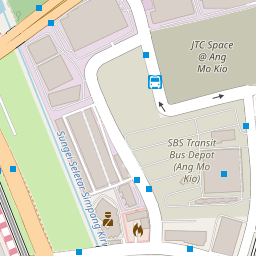 JTC Space
@ Ang
Mo Kio
SBS Transit
Bus Depot
(Ang Mo
Kio)
Sungei Seletar Simpang Kiri